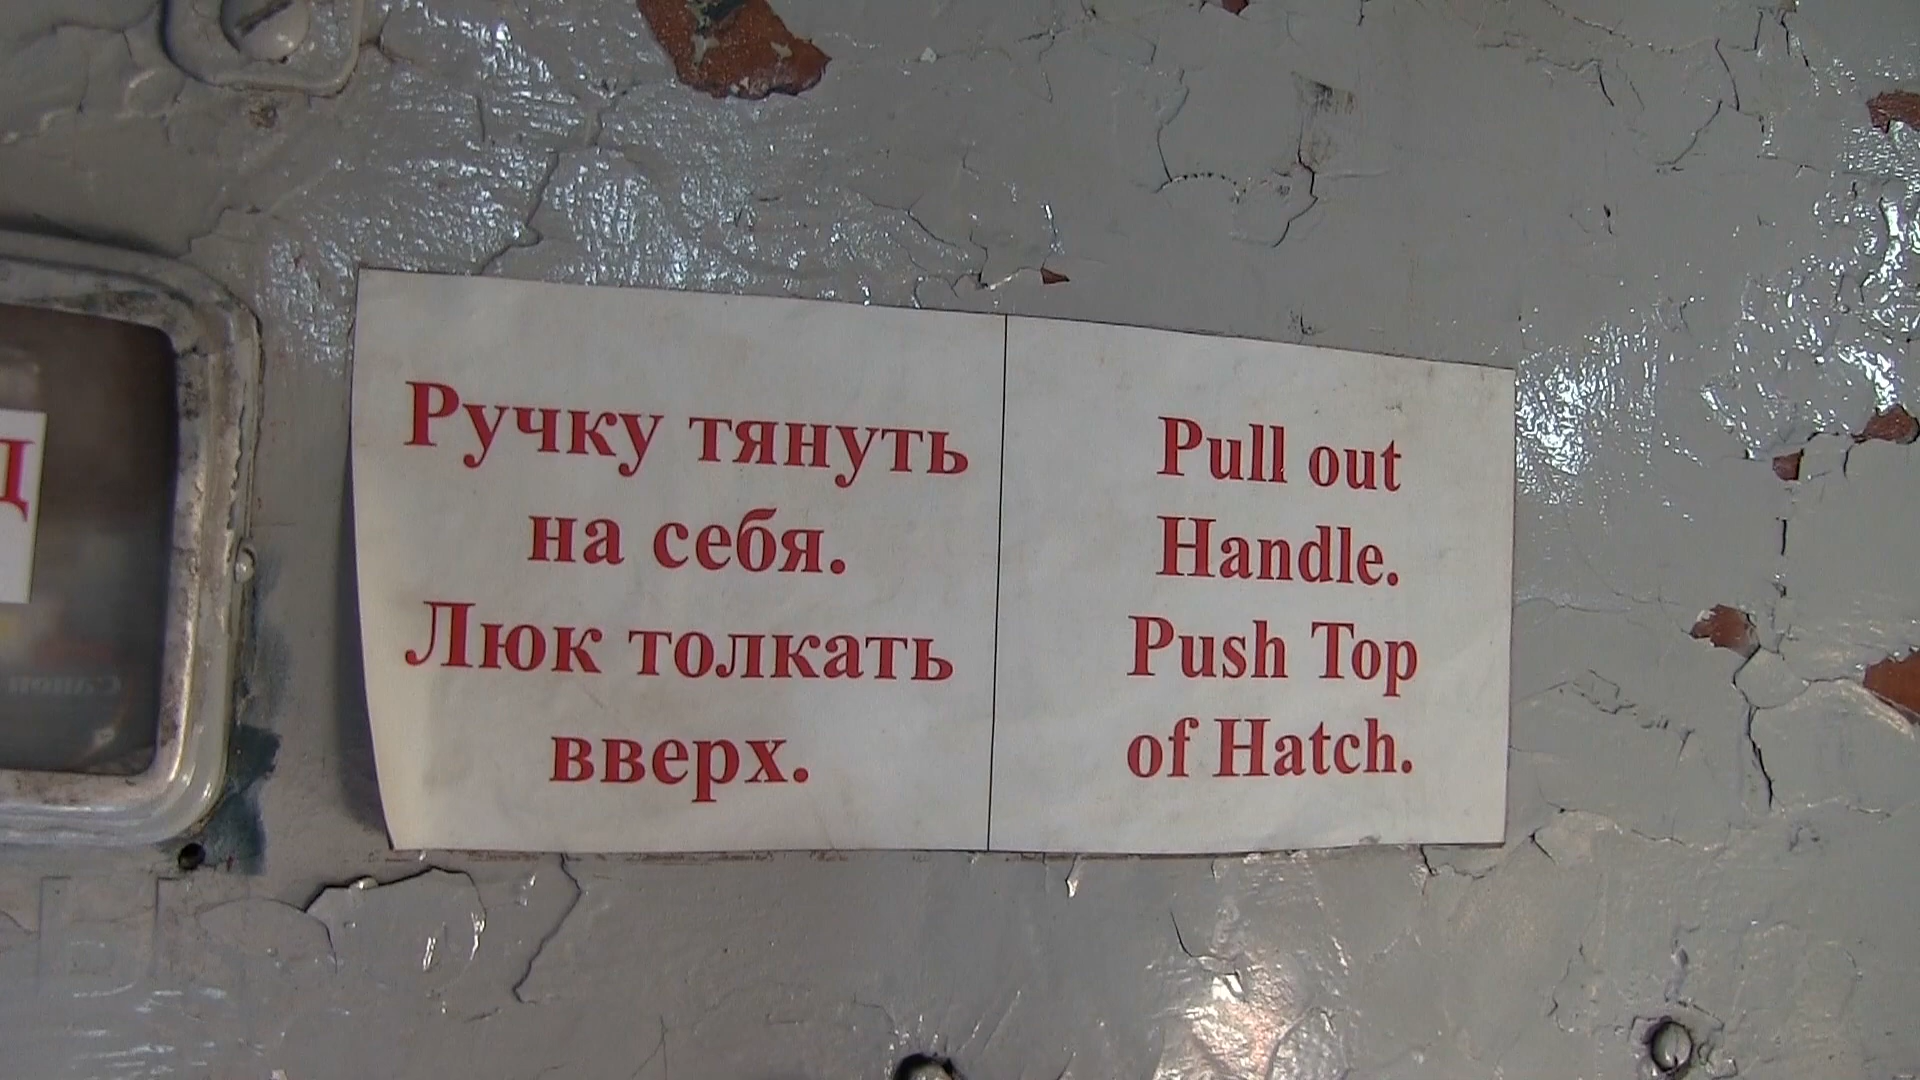 Ручку тянуть
на себя.
Люк толкать
вверх.
Pull out
Handle.
Push Top
of Hatch.